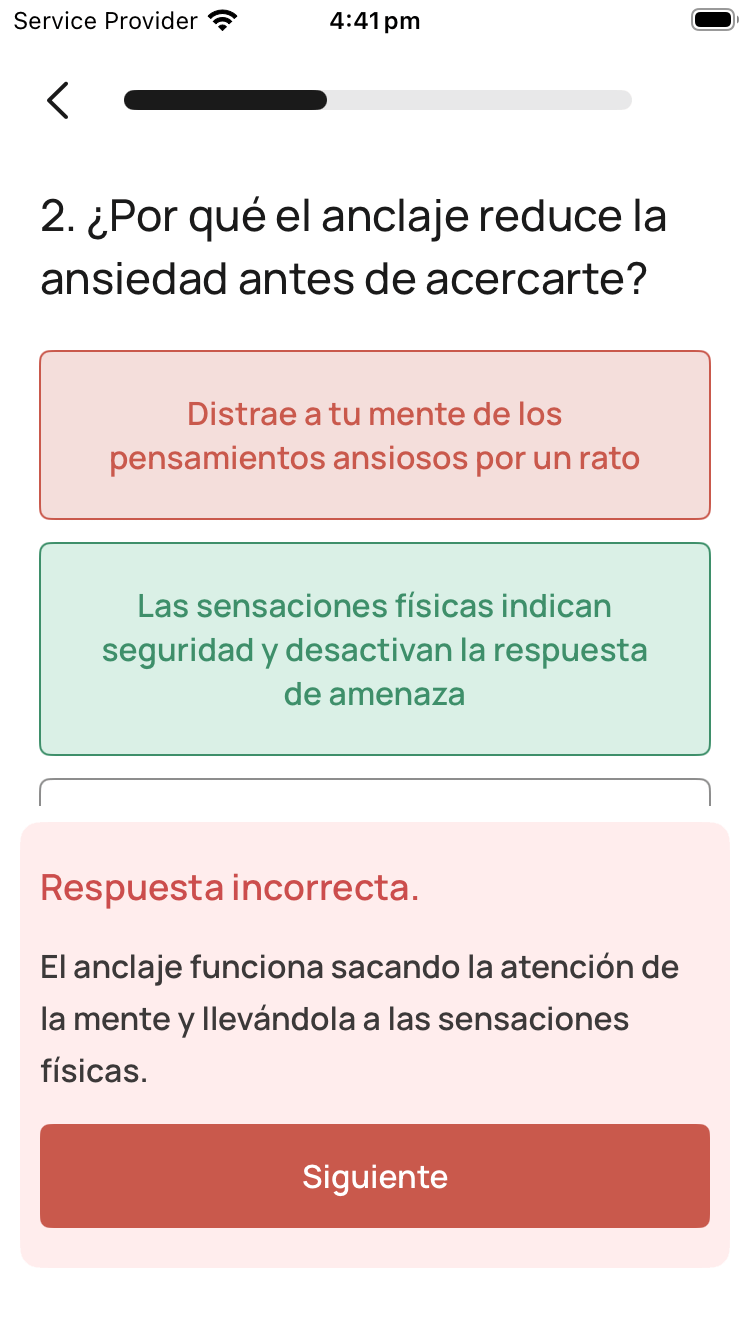 Service Provider 4:41 pm
2. ¿Por qué el anclaje reduce la
ansiedad antes de acercarte?
Distrae a tu mente de los
pensamientos ansiosos por un rato
Las sensaciones físicas indican
seguridad y desactivan la respuesta
de amenaza
Respuesta incorrecta.
El anclaje funciona sacando la atención de
la mente y llevándola a las sensaciones
físicas.
Siguiente